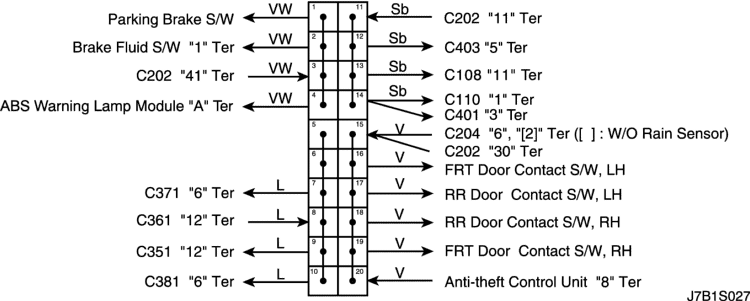 Parking Brake S/W VW 1 11 Sb C202 "11" Ter
Brake Fluid S/W "1" Ter VW 2 12 Sb C403 "5" Ter
C202 "41" Ter VW 3 13 Sb C108 "11" Ter
ABS Warning Lamp Module "A" Ter VW 4 14 Sb C110 "1" Ter
C401 "3" Ter
5 15 V C204 "6", "[2]" Ter ([ ] : W/O Rain Sensor)
C202 "30" Ter
6 16 V FRT Door Contact S/W, LH
C371 "6" Ter L 7 17 V RR Door Contact S/W, LH
C361 "12" Ter L 8 18 V RR Door Contact S/W, RH
C351 "12" Ter L 9 19 V FRT Door Contact S/W, RH
C381 "6" Ter L 10 20 V Anti-theft Control Unit "8" Ter
J7B1S027